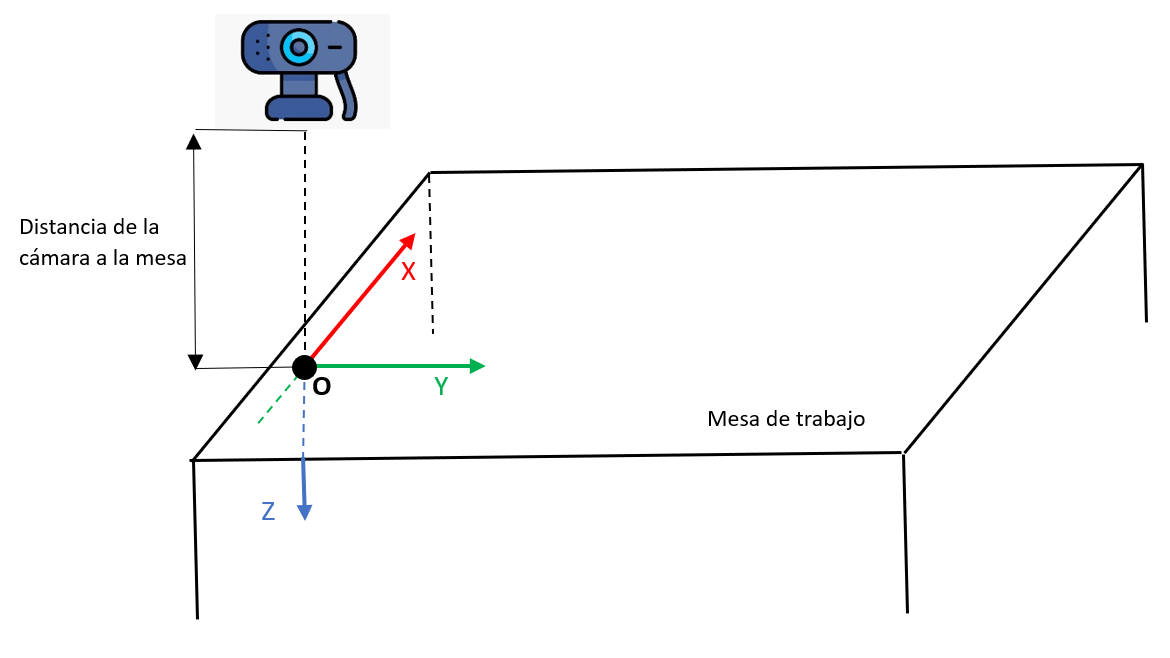 Distancia de la
cámara a la mesa
X
O
Y
Mesa de trabajo
Z